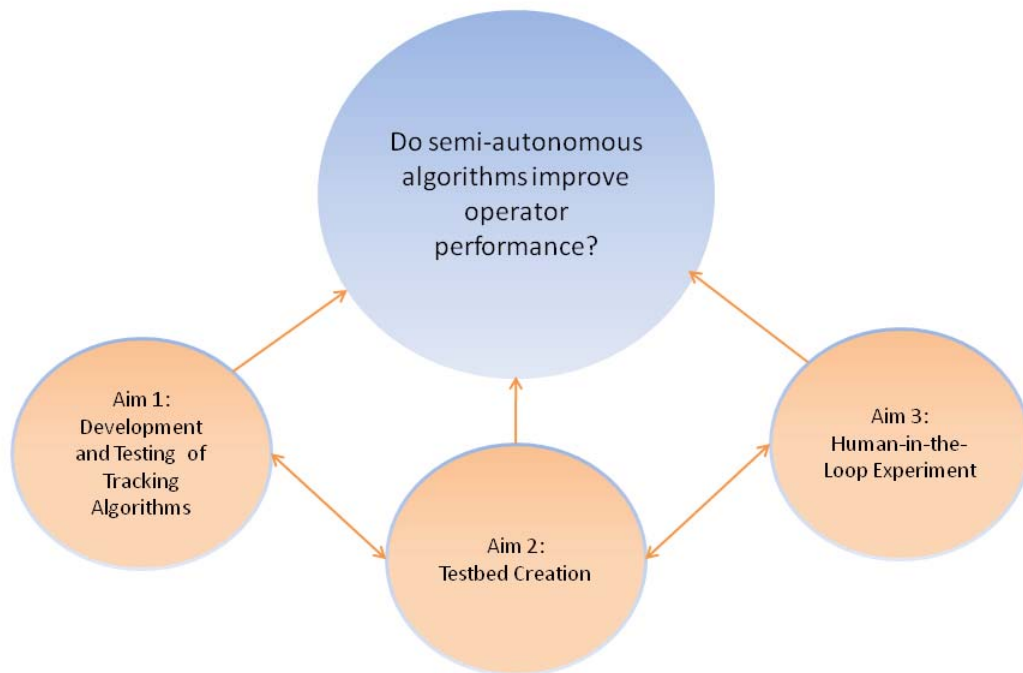 Do semi-autonomous
algorithms improve
operator
performance?
Aim 1:
Development
and Testing of
Tracking
Algorithms
Aim 2:
Testbed Creation
Aim 3:
Human-in-the-
Loop Experiment